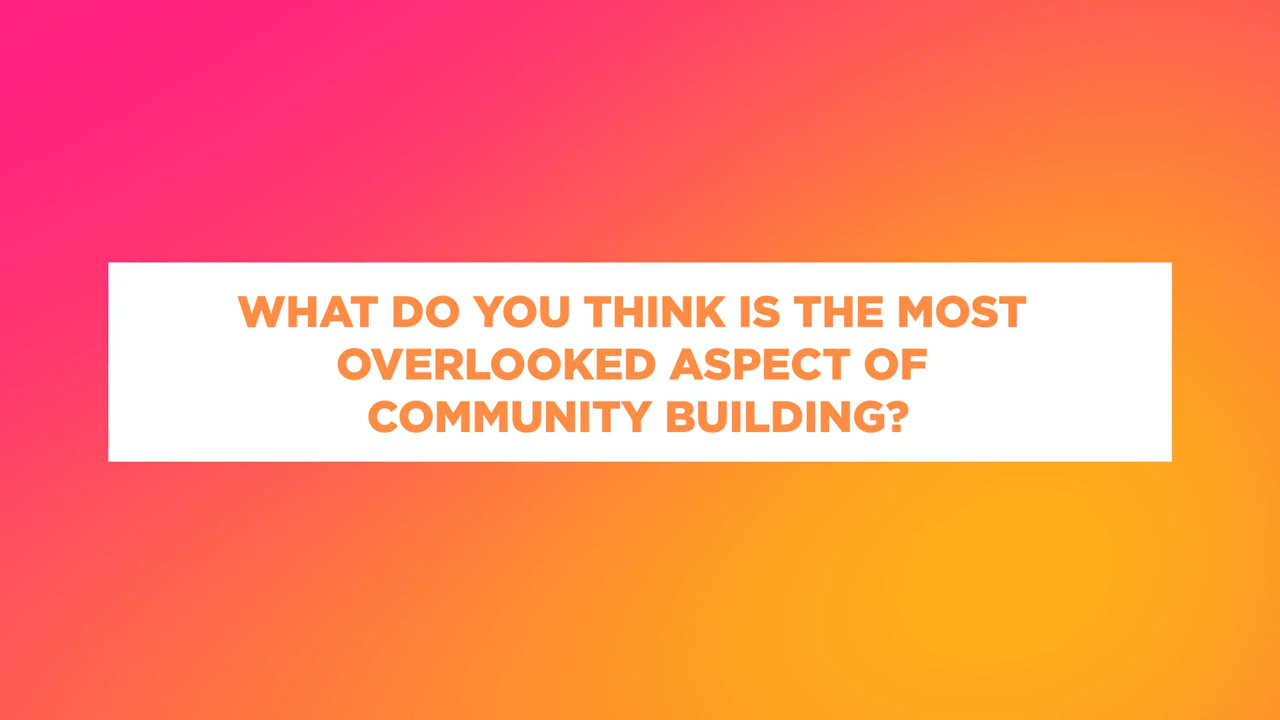 WHAT DO YOU THINK IS THE MOST
OVERLOOKED ASPECT OF
COMMUNITY BUILDING?